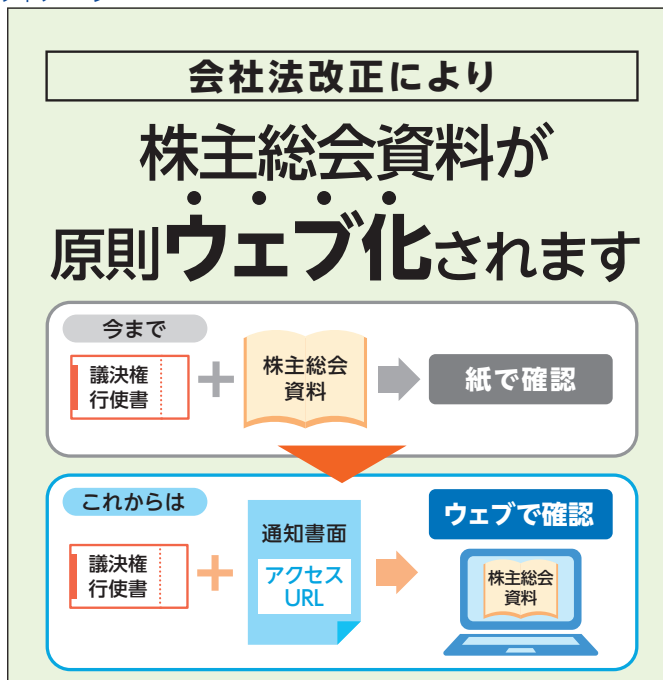 会社法改正により
株主総会資料が
原則ウェブ化されます
今まで
議決権
行使書
株主総会
資料
紙で確認
これからは
議決権
行使書
通知書面
アクセス
URL
ウェブで確認
株主総会
資料